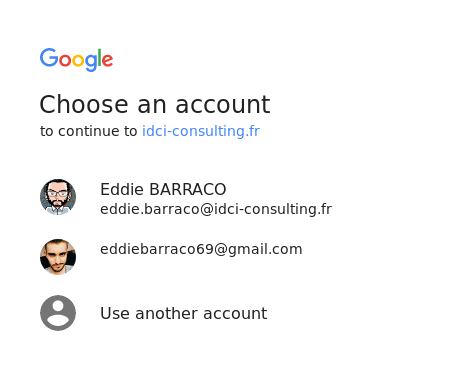 Google
Choose an account
to continue to idci-consulting.fr
Eddie BARRACO
eddie.barraco@idci-consulting.fr
eddiebarraco69@gmail.com
Use another account